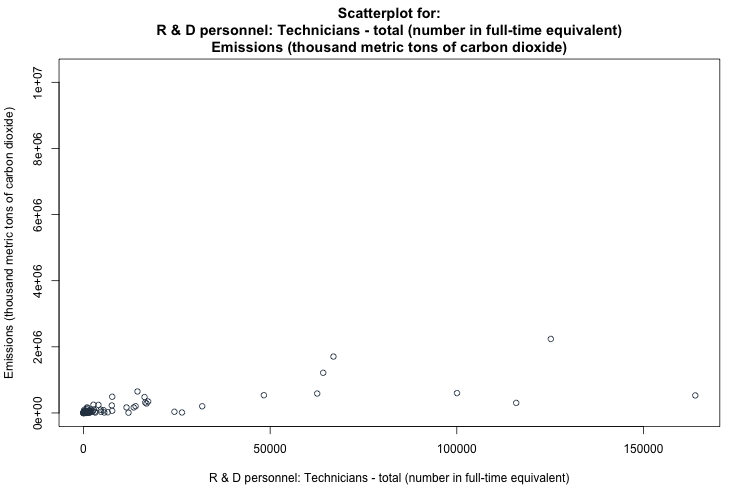 Scatterplot for:
R & D personnel: Technicians - total (number in full-time equivalent)
Emissions (thousand metric tons of carbon dioxide)
Emissions (thousand metric tons of carbon dioxide)
1e+07
8e+06
6e+06
4e+06
2e+06
0e+00
0
50000
100000
150000
R & D personnel: Technicians - total (number in full-time equivalent)